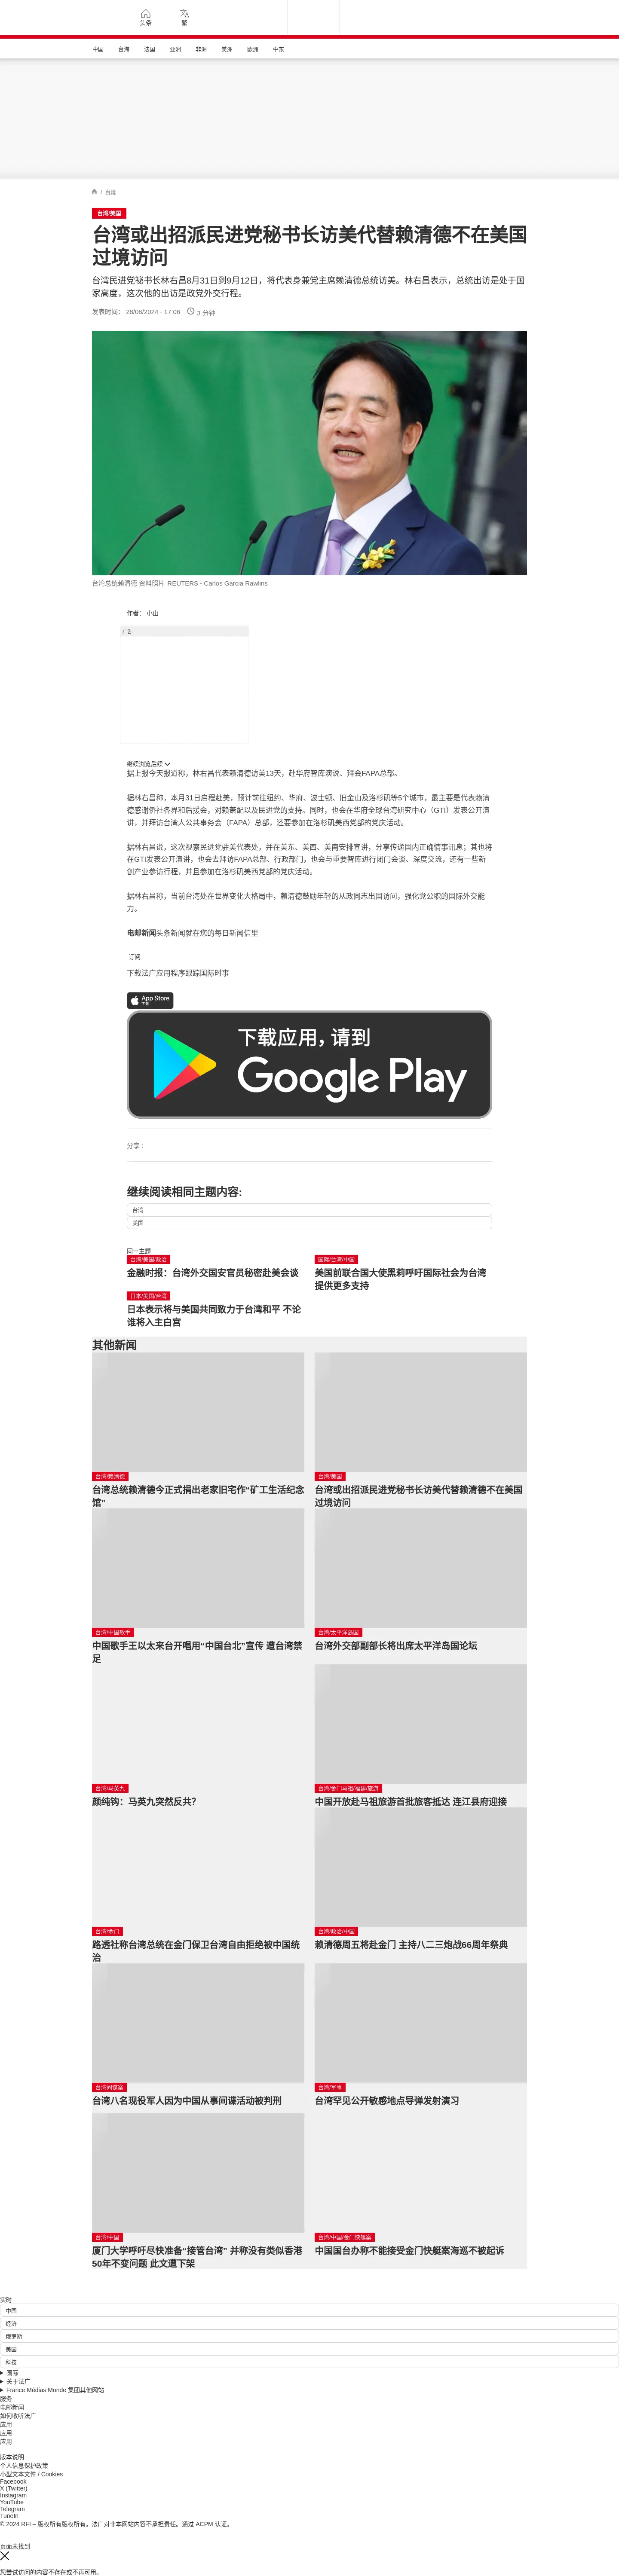 头条
繁
中国 台海 法国 亚洲 非洲 美洲 欧洲 中东
/ 台湾
台湾/美国
台湾或出招派民进党秘书长访美代替赖清德不在美国
过境访问
台湾民进党祕书长林右昌8月31日到9月12日，将代表身兼党主席赖清德总统访美。林右昌表示，总统出访是处于国
家高度，这次他的出访是政党外交行程。
发表时间： 28/08/2024 - 17:06 3 分钟
台湾总统赖清德 资料照片 REUTERS - Carlos Garcia Rawlins
作者： 小山
广告
继续浏览后续
据上报今天报道称，林右昌代表赖清德访美13天，赴华府智库演说、拜会FAPA总部。
据林右昌称，本月31日启程赴美，预计前往纽约、华府、波士顿、旧金山及洛杉矶等5个城市，最主要是代表赖清
德感谢侨社各界和后援会，对赖萧配以及民进党的支持。同时，也会在华府全球台湾研究中心（GTI）发表公开演
讲，并拜访台湾人公共事务会（FAPA）总部，还要参加在洛杉矶美西党部的党庆活动。
据林右昌说，这次视察民进党驻美代表处，并在美东、美西、美南安排宣讲，分享传递国内正确情事讯息；其也将
在GTI发表公开演讲，也会去拜访FAPA总部、行政部门，也会与重要智库进行闭门会谈、深度交流，还有一些新
创产业参访行程，并且参加在洛杉矶美西党部的党庆活动。
据林右昌称，当前台湾处在世界变化大格局中，赖清德鼓励年轻的从政同志出国访问，强化党公职的国际外交能
力。
电邮新闻头条新闻就在您的每日新闻信里
订阅
下载法广应用程序跟踪国际时事
App Store
下载
下载应用，请到
Google Play
分享 :
继续阅读相同主题内容:
台湾
美国
同一主题
台湾/美国/政治
金融时报：台湾外交国安官员秘密赴美会谈
国际/台湾/中国
美国前联合国大使黑莉呼吁国际社会为台湾
提供更多支持
日本/美国/台湾
日本表示将与美国共同致力于台湾和平 不论
谁将入主白宫
其他新闻
台湾/赖清德
台湾总统赖清德今正式捐出老家旧宅作“矿工生活纪念
馆”
台湾/美国
台湾或出招派民进党秘书长访美代替赖清德不在美国
过境访问
台湾/中国歌手
中国歌手王以太来台开唱用“中国台北”宣传 遭台湾禁
足
台湾/太平洋岛国
台湾外交部副部长将出席太平洋岛国论坛
台湾/马英九
颜纯钩：马英九突然反共？
台湾/金门马祖/福建/旅游
中国开放赴马祖旅游首批旅客抵达 连江县府迎接
台湾/金门
路透社称台湾总统在金门保卫台湾自由拒绝被中国统
治
台湾/政治/中国
赖清德周五将赴金门 主持八二三炮战66周年祭典
台湾间谍案
台湾八名现役军人因为中国从事间谍活动被判刑
台湾/军事
台湾罕见公开敏感地点导弹发射演习
台湾/中国
厦门大学呼吁尽快准备“接管台湾” 并称没有类似香港
50年不变问题 此文遭下架
台湾/中国/金门快艇案
中国国台办称不能接受金门快艇案海巡不被起诉
实时
中国
经济
俄罗斯
美国
科技
国际
关于法广
France Médias Monde 集团其他网站
服务
电邮新闻
如何收听法广
应用
应用
应用
版本说明
个人信息保护政策
小型文本文件 / Cookies
Facebook
X (Twitter)
Instagram
YouTube
Telegram
TuneIn
© 2024 RFI – 版权所有版权所有。法广对非本网站内容不承担责任。通过 ACPM 认证。
页面未找到
您尝试访问的内容不存在或不再可用。